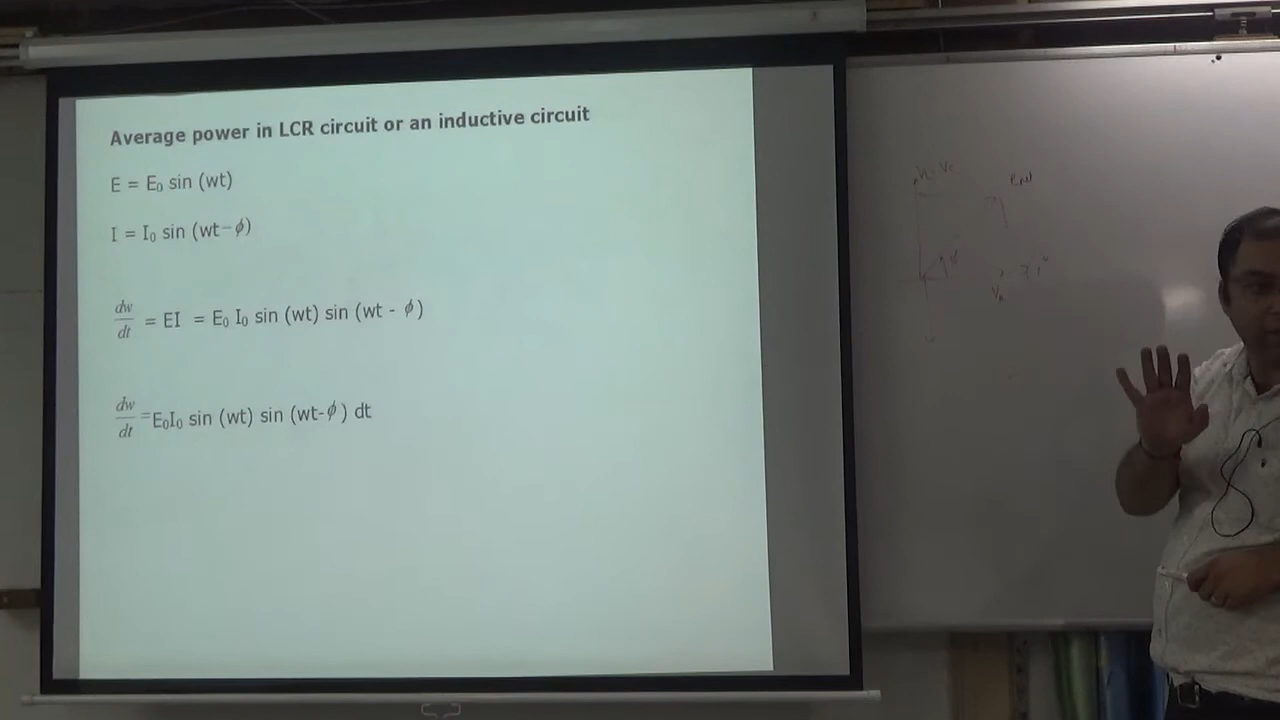 Average power in LCR circuit or an inductive circuit
E = E₀ sin (wt)
I = I₀ sin (wt-ϕ)
dw/dt = EI = E₀ I₀ sin (wt) sin (wt - ϕ)
dw/dt =E₀I₀ sin (wt) sin (wt-ϕ) dt